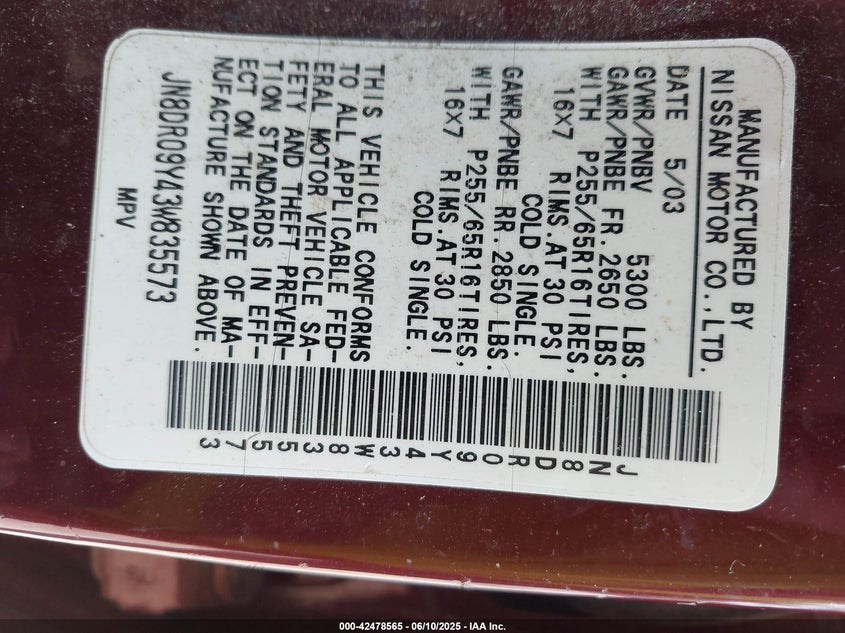 MANUFACTURED BY
NISSAN MOTOR CO.,LTD.
DATE 5/03
GVWR/PNBV 5300 LBS.
GAWR/PNBE FR. 2650 LBS.
WITH P255/65R16TIRES,
16X7 RIMS.AT 30 PSI
COLD SINGLE.
GAWR/PNBE RR. 2850 LBS.
WITH P255/65R16TIRES,
16X7 RIMS.AT 30 PSI
COLD SINGLE.
THIS VEHICLE CONFORMS
TO ALL APPLICABLE FED-
ERAL MOTOR VEHICLE SA-
FETY AND THEFT PREVEN-
TION STANDARDS IN EFF-
ECT ON THE DATE OF MA-
NUFACTURE SHOWN ABOVE.
JN8DR09Y43W835573
MPV
JN8DR09Y43W835573
000-42478565 - 06/10/2025 - IAA Inc.